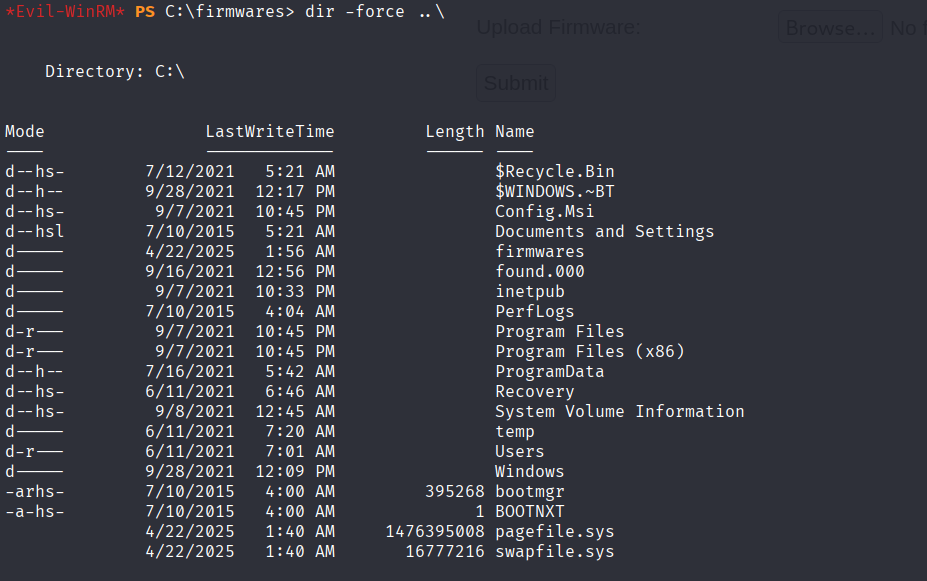 *Evil-WinRM* PS C:\firmwares> dir -force ..\
Upload Firmware:
Browse... No
Submit
Directory: C:\
Mode LastWriteTime Length Name
---- ------------- ------ ----
d--hs- 7/12/2021 5:21 AM $Recycle.Bin
d--h-- 9/28/2021 12:17 PM $WINDOWS.~BT
d--hs- 9/7/2021 10:45 PM Config.Msi
d--hsl 7/10/2015 5:21 AM Documents and Settings
d----- 4/22/2025 1:56 AM firmwares
d----- 9/16/2021 12:56 PM found.000
d----- 9/7/2021 10:33 PM inetpub
d----- 7/10/2015 4:04 AM PerfLogs
d-r--- 9/7/2021 10:45 PM Program Files
d-r--- 9/7/2021 10:45 PM Program Files (x86)
d--h-- 7/16/2021 5:42 AM ProgramData
d--hs- 6/11/2021 6:46 AM Recovery
d--hs- 9/8/2021 12:45 AM System Volume Information
d----- 6/11/2021 7:20 AM temp
d-r--- 6/11/2021 7:01 AM Users
d----- 9/28/2021 12:09 PM Windows
-arhs- 7/10/2015 4:00 AM 395268 bootmgr
-a-hs- 7/10/2015 4:00 AM 1 BOOTNXT
4/22/2025 1:40 AM 1476395008 pagefile.sys
4/22/2025 1:40 AM 16777216 swapfile.sys